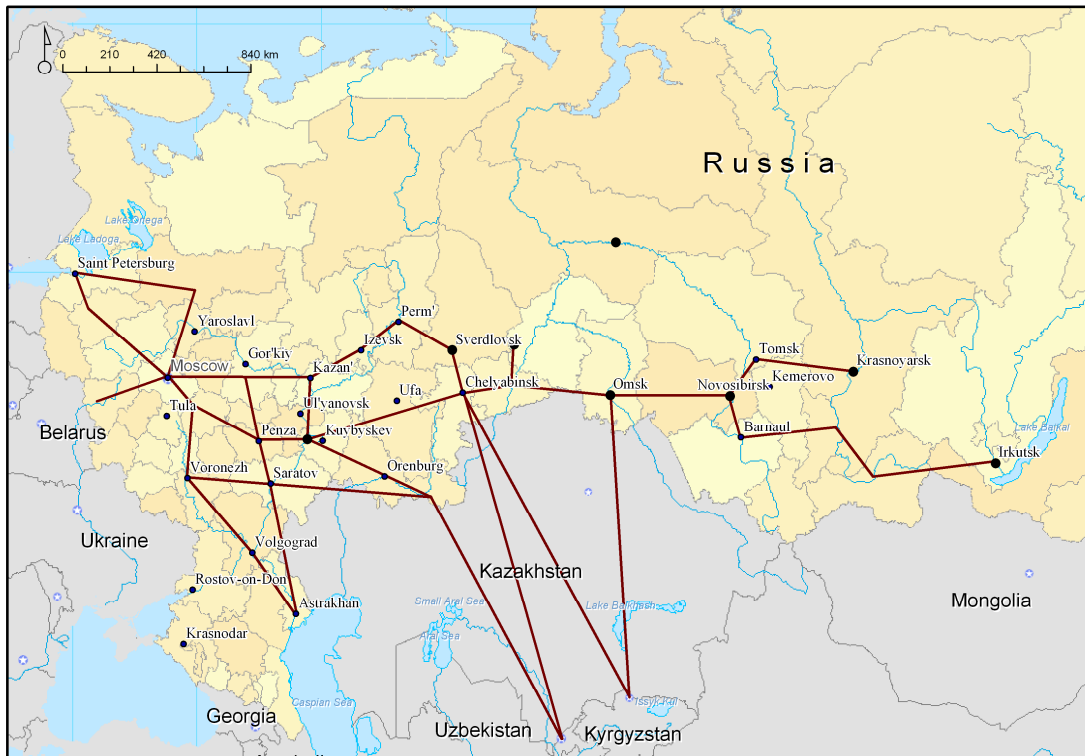 0 210 420 840 km
Russia
Lake Onega
Lake Ladoga
Saint Petersburg
Yaroslavl
Perm'
Gor'kiy
Izevsk
Sverdlovsk
Tomsk
Krasnoyarsk
Moscow
Kazan'
Ufa
Chelyabinsk
Omsk
Novosibirsk
Kemerovo
Tula
Ul'yanovsk
Belarus
Penza
Kuybyskev
Barnaul
Lake Baikal
Irkutsk
Voronezh
Saratov
Orenburg
Ukraine
Volgograd
Kazakhstan
Rostov-on-Don
Astrakhan
Small Aral Sea
Lake Balkhash
Mongolia
Krasnodar
Aral Sea
Caspian Sea
Issyk Kul
Georgia
Uzbekistan
Kyrgyzstan